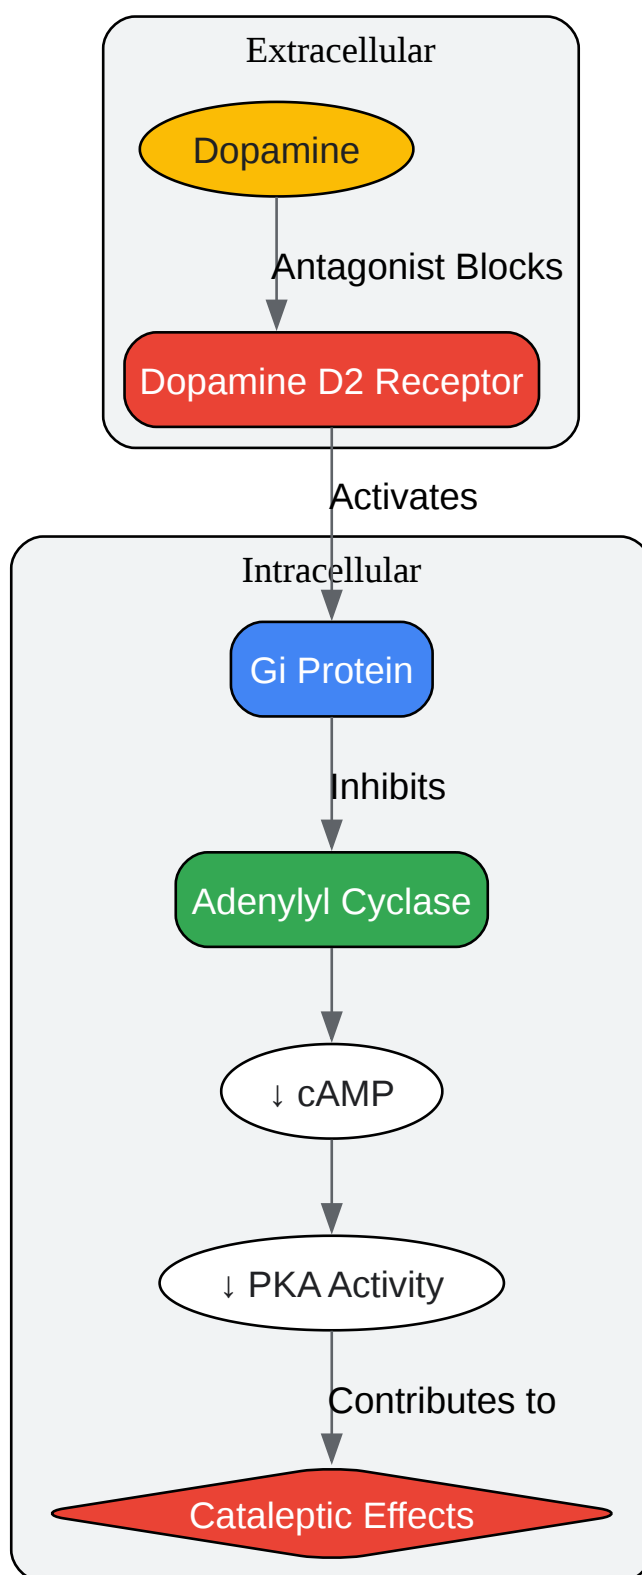 Extracellular
Dopamine
Antagonist Blocks
Dopamine D2 Receptor
Activates
Intracellular
Gi Protein
Inhibits
Adenylyl Cyclase
↓ cAMP
↓ PKA Activity
Contributes to
Cataleptic Effects